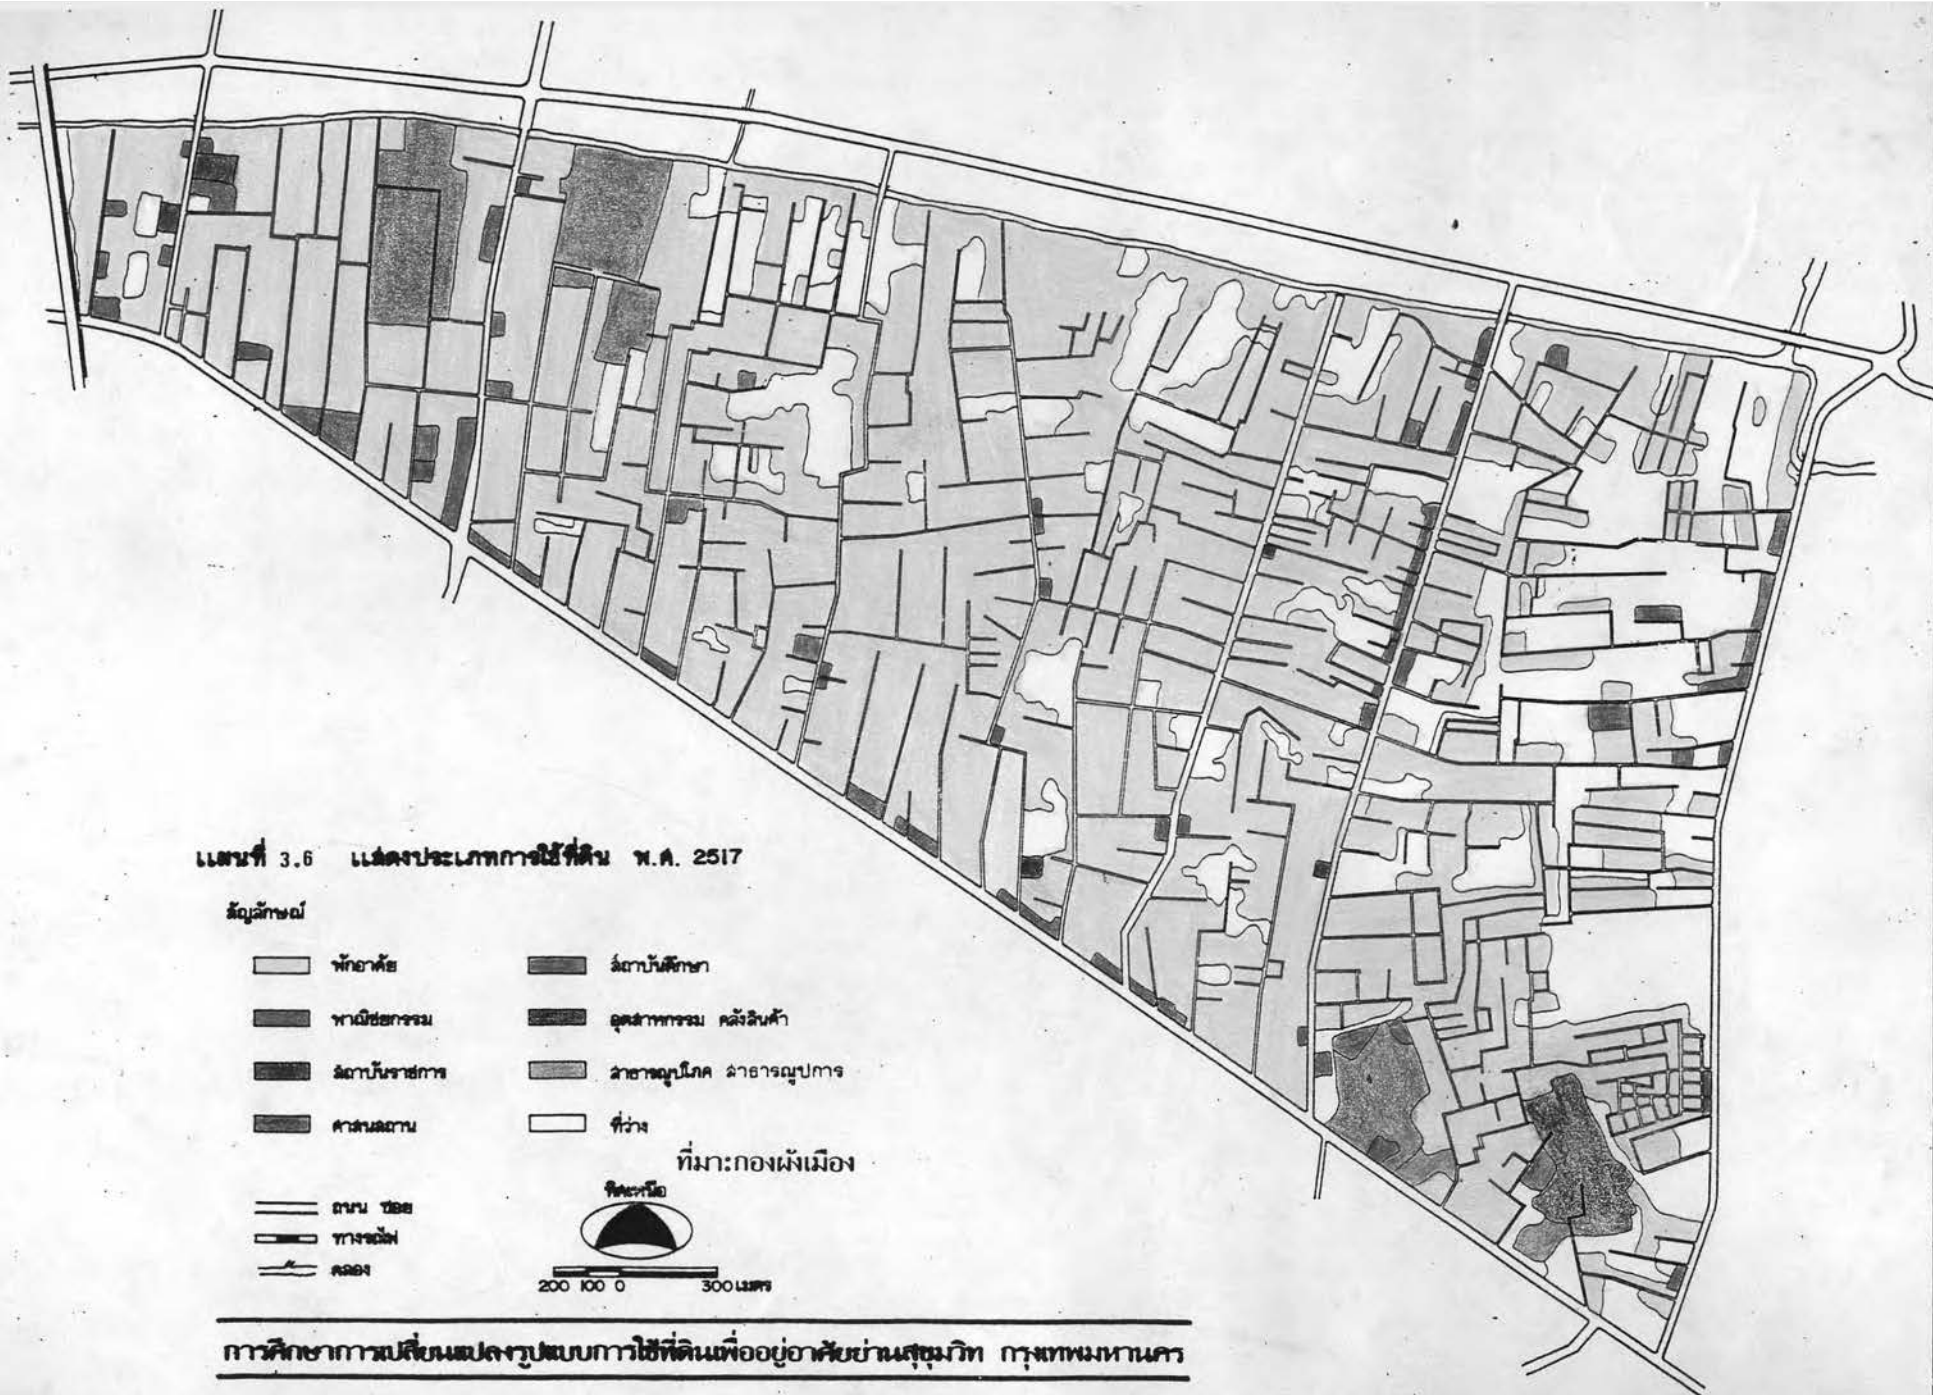 แผนที่ 3.6 แสดงประเภทการใช้ที่ดิน พ.ศ. 2517
สัญลักษณ์
พักอาศัย
พาณิชยกรรม
สถาบันราชการ
ศาสนสถาน
สถาบันศึกษา
อุตสาหกรรม คลังสินค้า
สาธารณูปโภค สาธารณูปการ
ที่ว่าง
ที่มา:กองผังเมือง
ถนน ซอย
ทางรถไฟ
คลอง
ทิศเหนือ
200 100 0 300 เมตร
การศึกษาการเปลี่ยนแปลงรูปแบบการใช้ที่ดินเพื่ออยู่อาศัยย่านสุขุมวิท กรุงเทพมหานคร